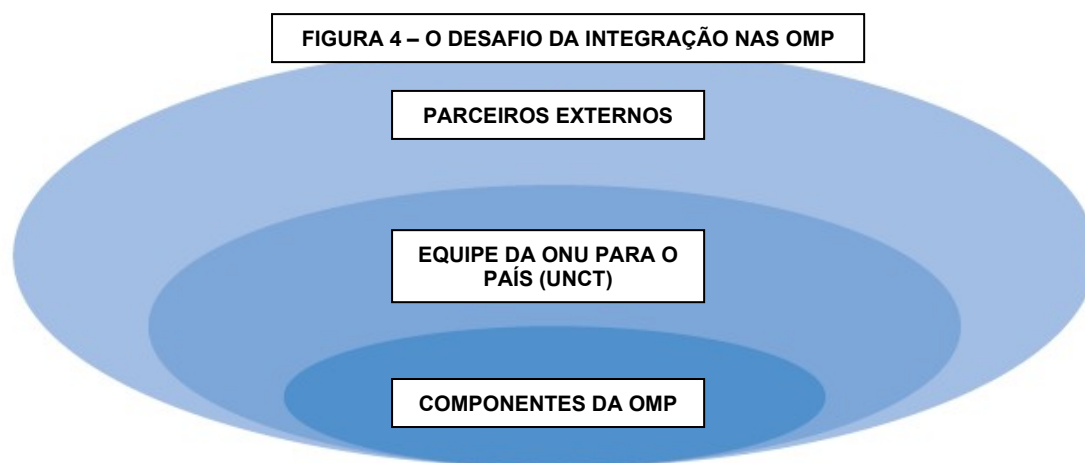 FIGURA 4 – O DESAFIO DA INTEGRAÇÃO NAS OMP
PARCEIROS EXTERNOS
EQUIPE DA ONU PARA O
PAÍS (UNCT)
COMPONENTES DA OMP